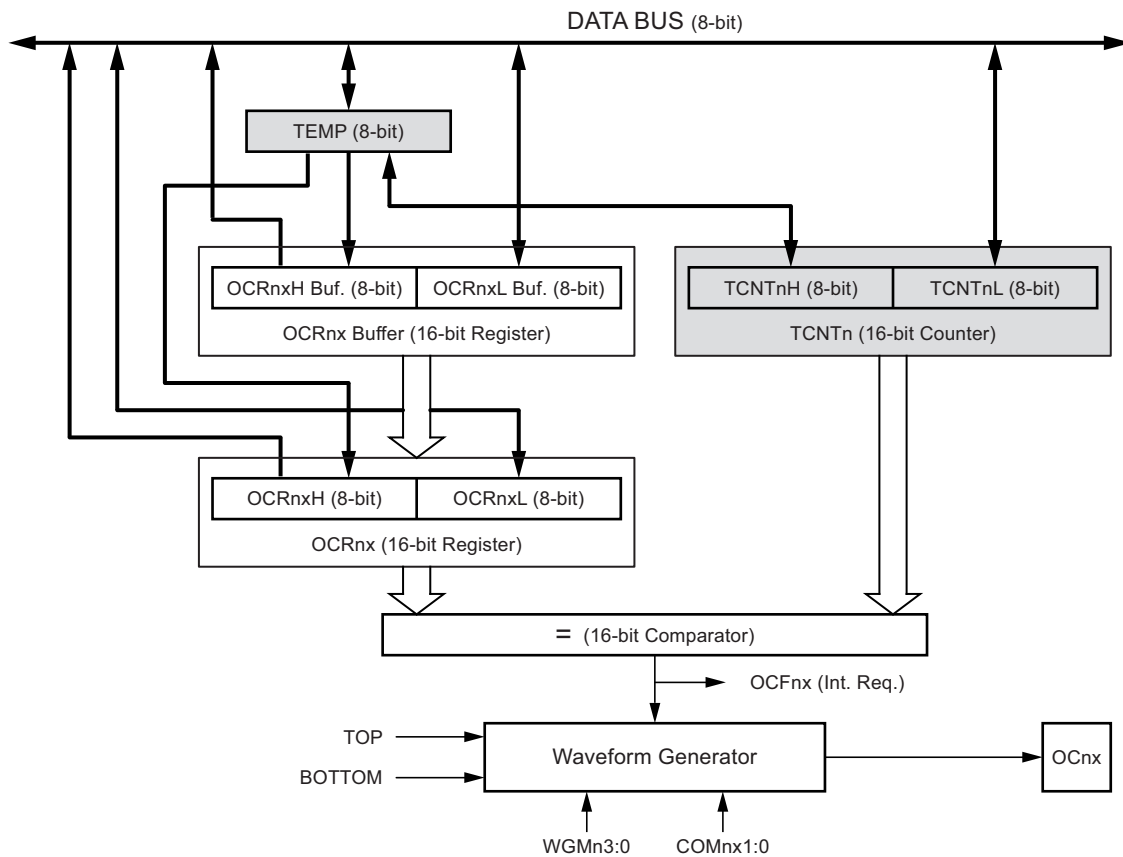 DATA BUS (8-bit)
TEMP (8-bit)
OCRnxH Buf. (8-bit)
OCRnxL Buf. (8-bit)
OCRnx Buffer (16-bit Register)
TCNTnH (8-bit)
TCNTnL (8-bit)
TCNTn (16-bit Counter)
OCRnxH (8-bit)
OCRnxL (8-bit)
OCRnx (16-bit Register)
= (16-bit Comparator)
OCFnx (Int. Req.)
TOP
BOTTOM
Waveform Generator
OCnx
WGMn3:0
COMnx1:0